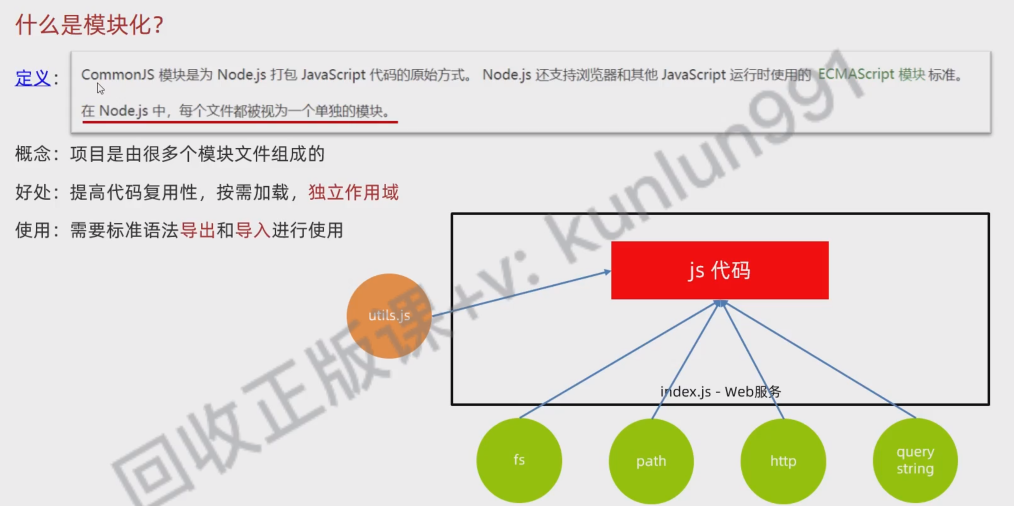 什么是模块化？
定义： CommonJS 模块是为 Node.js 打包 JavaScript 代码的原始方式。 Node.js 还支持浏览器和其他 JavaScript 运行时使用的 ECMAScript 模块 标准。
在 Node.js 中，每个文件都被视为一个单独的模块。
概念：项目是由很多个模块文件组成的
好处：提高代码复用性，按需加载，独立作用域
使用：需要标准语法导出和导入进行使用
js 代码
utils.js
index.js - Web服务
fs
path
http
query
string
回收正版课+v: kunlun991